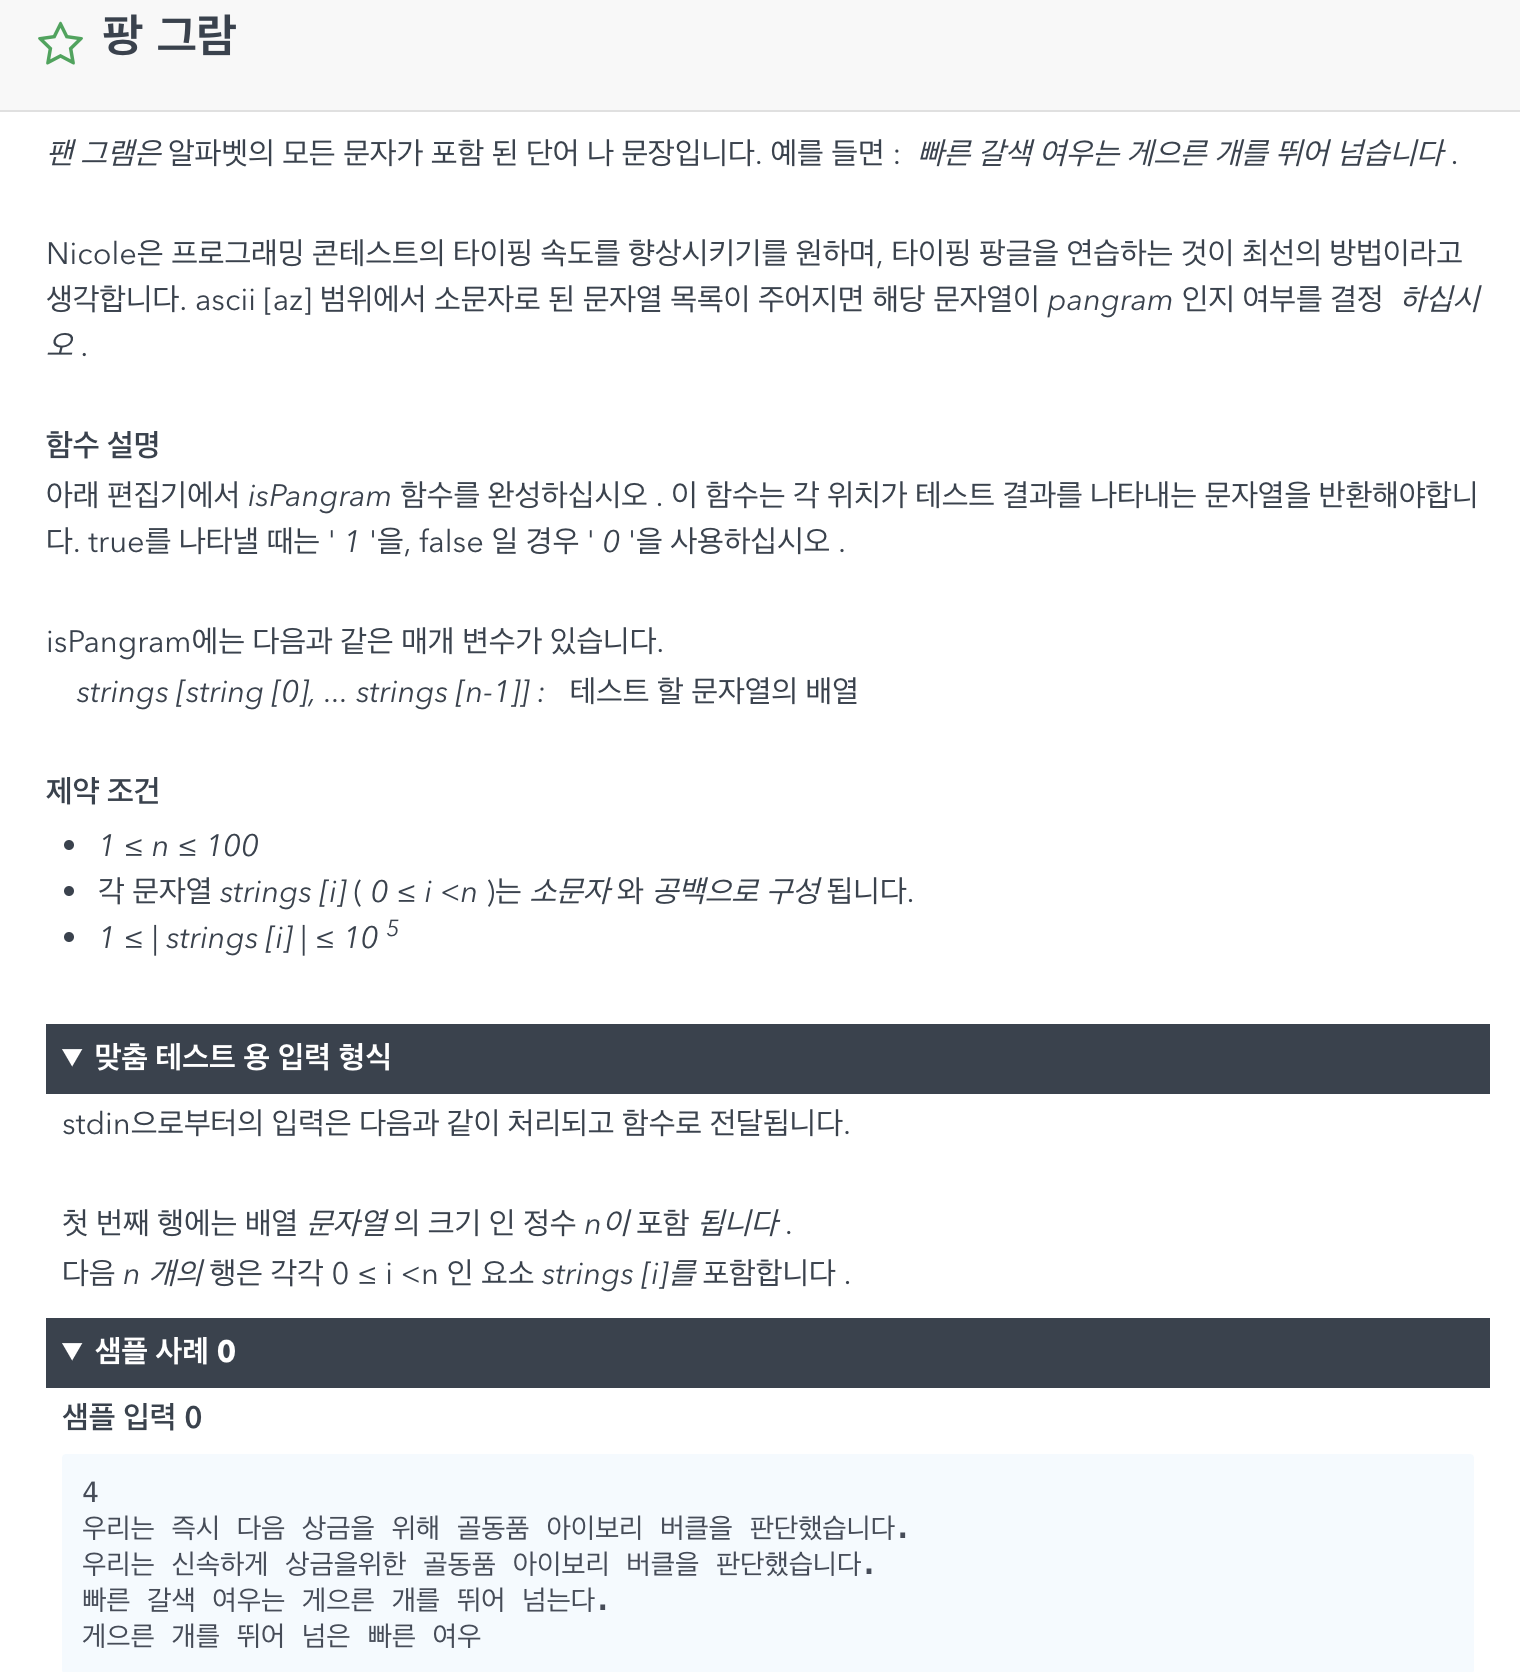 팡 그람
팬 그램은 알파벳의 모든 문자가 포함 된 단어 나 문장입니다. 예를 들면 : 빠른 갈색 여우는 게으른 개를 뛰어 넘습니다 .
Nicole은 프로그래밍 콘테스트의 타이핑 속도를 향상시키기를 원하며, 타이핑 팡글을 연습하는 것이 최선의 방법이라고
생각합니다. ascii [az] 범위에서 소문자로 된 문자열 목록이 주어지면 해당 문자열이 pangram 인지 여부를 결정 하십시
오 .
함수 설명
아래 편집기에서 isPangram 함수를 완성하십시오 . 이 함수는 각 위치가 테스트 결과를 나타내는 문자열을 반환해야합니
다. true를 나타낼 때는 ' 1 '을, false 일 경우 ' 0 '을 사용하십시오 .
isPangram에는 다음과 같은 매개 변수가 있습니다.
strings [string [0], ... strings [n-1]] : 테스트 할 문자열의 배열
제약 조건
• 1 ≤ n ≤ 100
• 각 문자열 strings [i] ( 0 ≤ i <n )는 소문자 와 공백으로 구성 됩니다.
• 1 ≤ | strings [i] | ≤ 10 ⁵
▼ 맞춤 테스트 용 입력 형식
stdin으로부터의 입력은 다음과 같이 처리되고 함수로 전달됩니다.
첫 번째 행에는 배열 문자열 의 크기 인 정수 n이 포함 됩니다 .
다음 n 개의 행은 각각 0 ≤ i <n 인 요소 strings [i]를 포함합니다 .
▼ 샘플 사례 0
샘플 입력 0
4
우리는 즉시 다음 상금을 위해 골동품 아이보리 버클을 판단했습니다.
우리는 신속하게 상금을위한 골동품 아이보리 버클을 판단했습니다.
빠른 갈색 여우는 게으른 개를 뛰어 넘는다.
게으른 개를 뛰어 넘은 빠른 여우